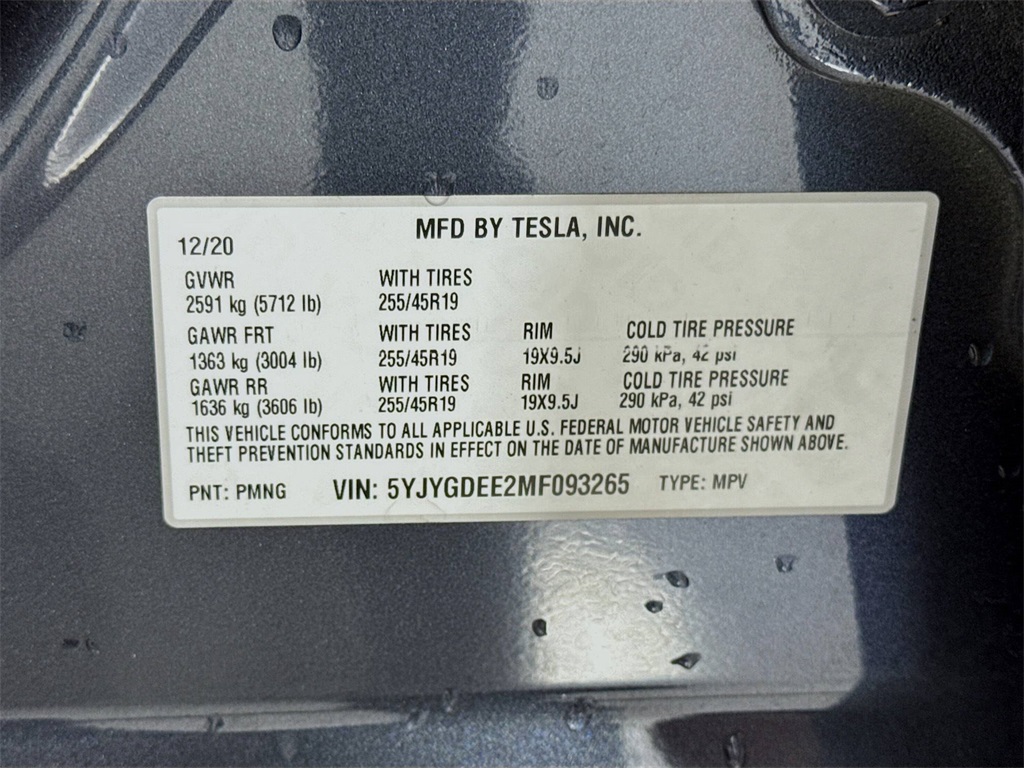 MFD BY TESLA, INC.
12/20
GVWR WITH TIRES
2591 kg (5712 lb) 255/45R19
GAWR FRT WITH TIRES RIM COLD TIRE PRESSURE
1363 kg (3004 lb) 255/45R19 19X9.5J 290 kPa, 42 psi
GAWR RR WITH TIRES RIM COLD TIRE PRESSURE
1636 kg (3606 lb) 255/45R19 19X9.5J 290 kPa, 42 psi
THIS VEHICLE CONFORMS TO ALL APPLICABLE U.S. FEDERAL MOTOR VEHICLE SAFETY AND
THEFT PREVENTION STANDARDS IN EFFECT ON THE DATE OF MANUFACTURE SHOWN ABOVE.
PNT: PMNG VIN: 5YJYGDEE2MF093265 TYPE: MPV